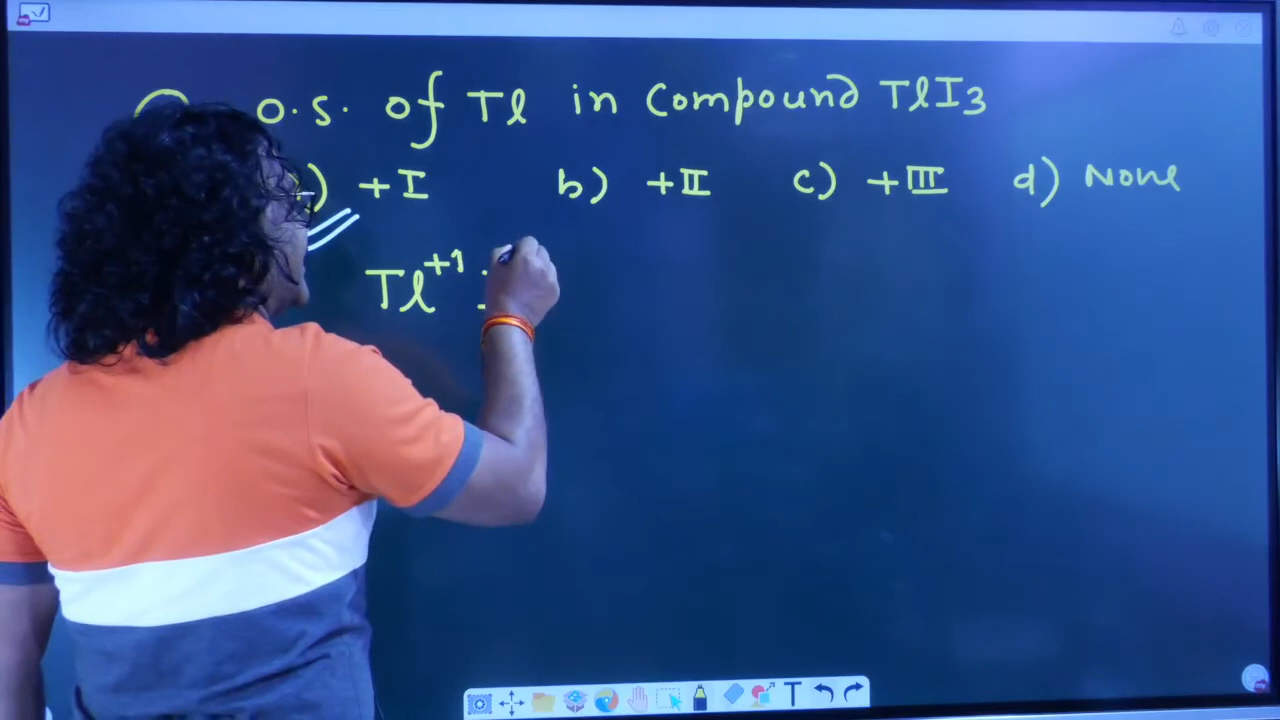 O.S. of Tl in compound TlI3
) +I b) +II c) +III d) None
Tl+1
T